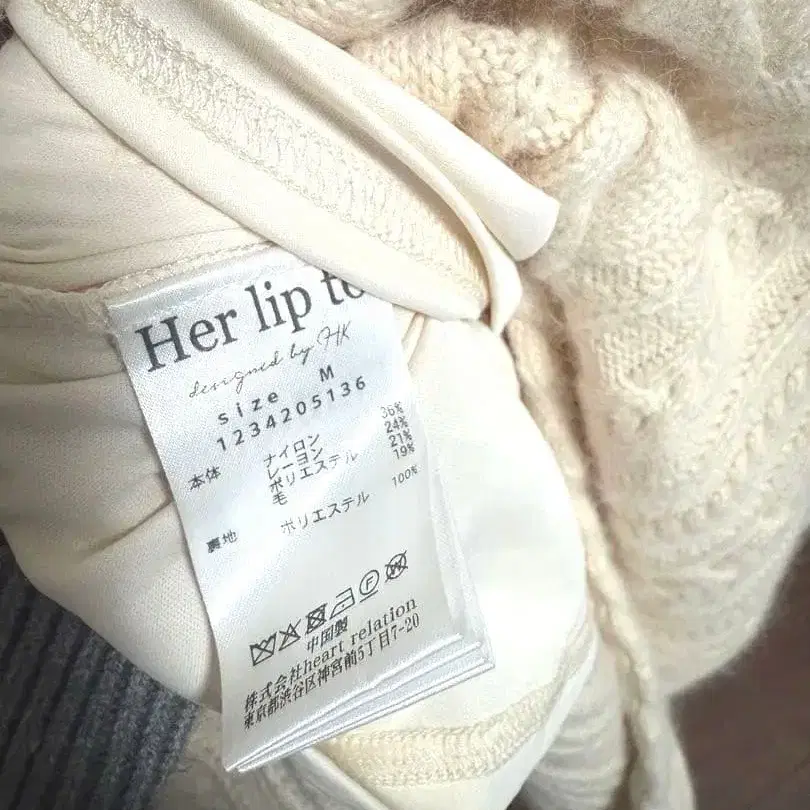 Her lip to
designed by HK
size M
1234205136
本体 ナイロン 36%
レーヨン 24%
ポリエステル 21%
毛 19%
裏地 ポリエステル 100%
中国製
株式会社heart relation
東京都渋谷区神宮前5丁目7-20